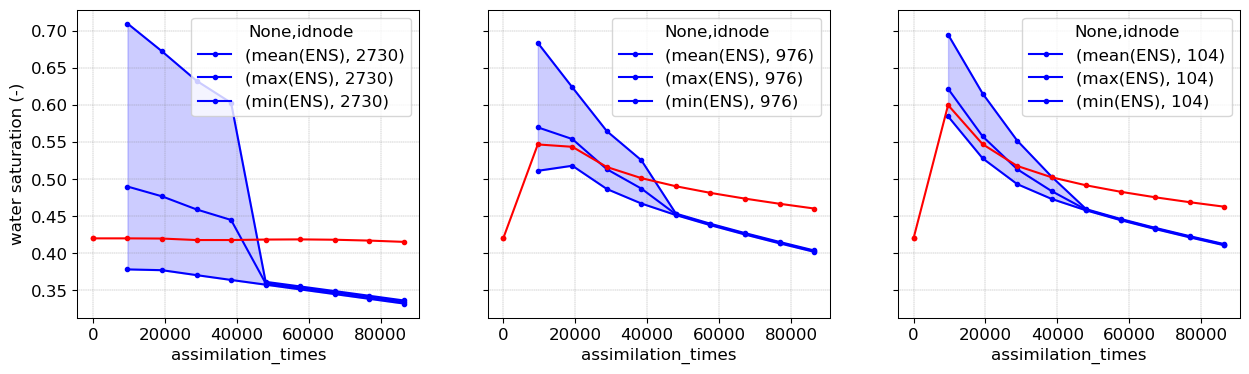 None,idnode
(mean(ENS), 2730)
(max(ENS), 2730)
(min(ENS), 2730)
None,idnode
(mean(ENS), 976)
(max(ENS), 976)
(min(ENS), 976)
None,idnode
(mean(ENS), 104)
(max(ENS), 104)
(min(ENS), 104)
water saturation (-)
0.70
0.65
0.60
0.55
0.50
0.45
0.40
0.35
0 20000 40000 60000 80000
0 20000 40000 60000 80000
0 20000 40000 60000 80000
assimilation_times
assimilation_times
assimilation_times